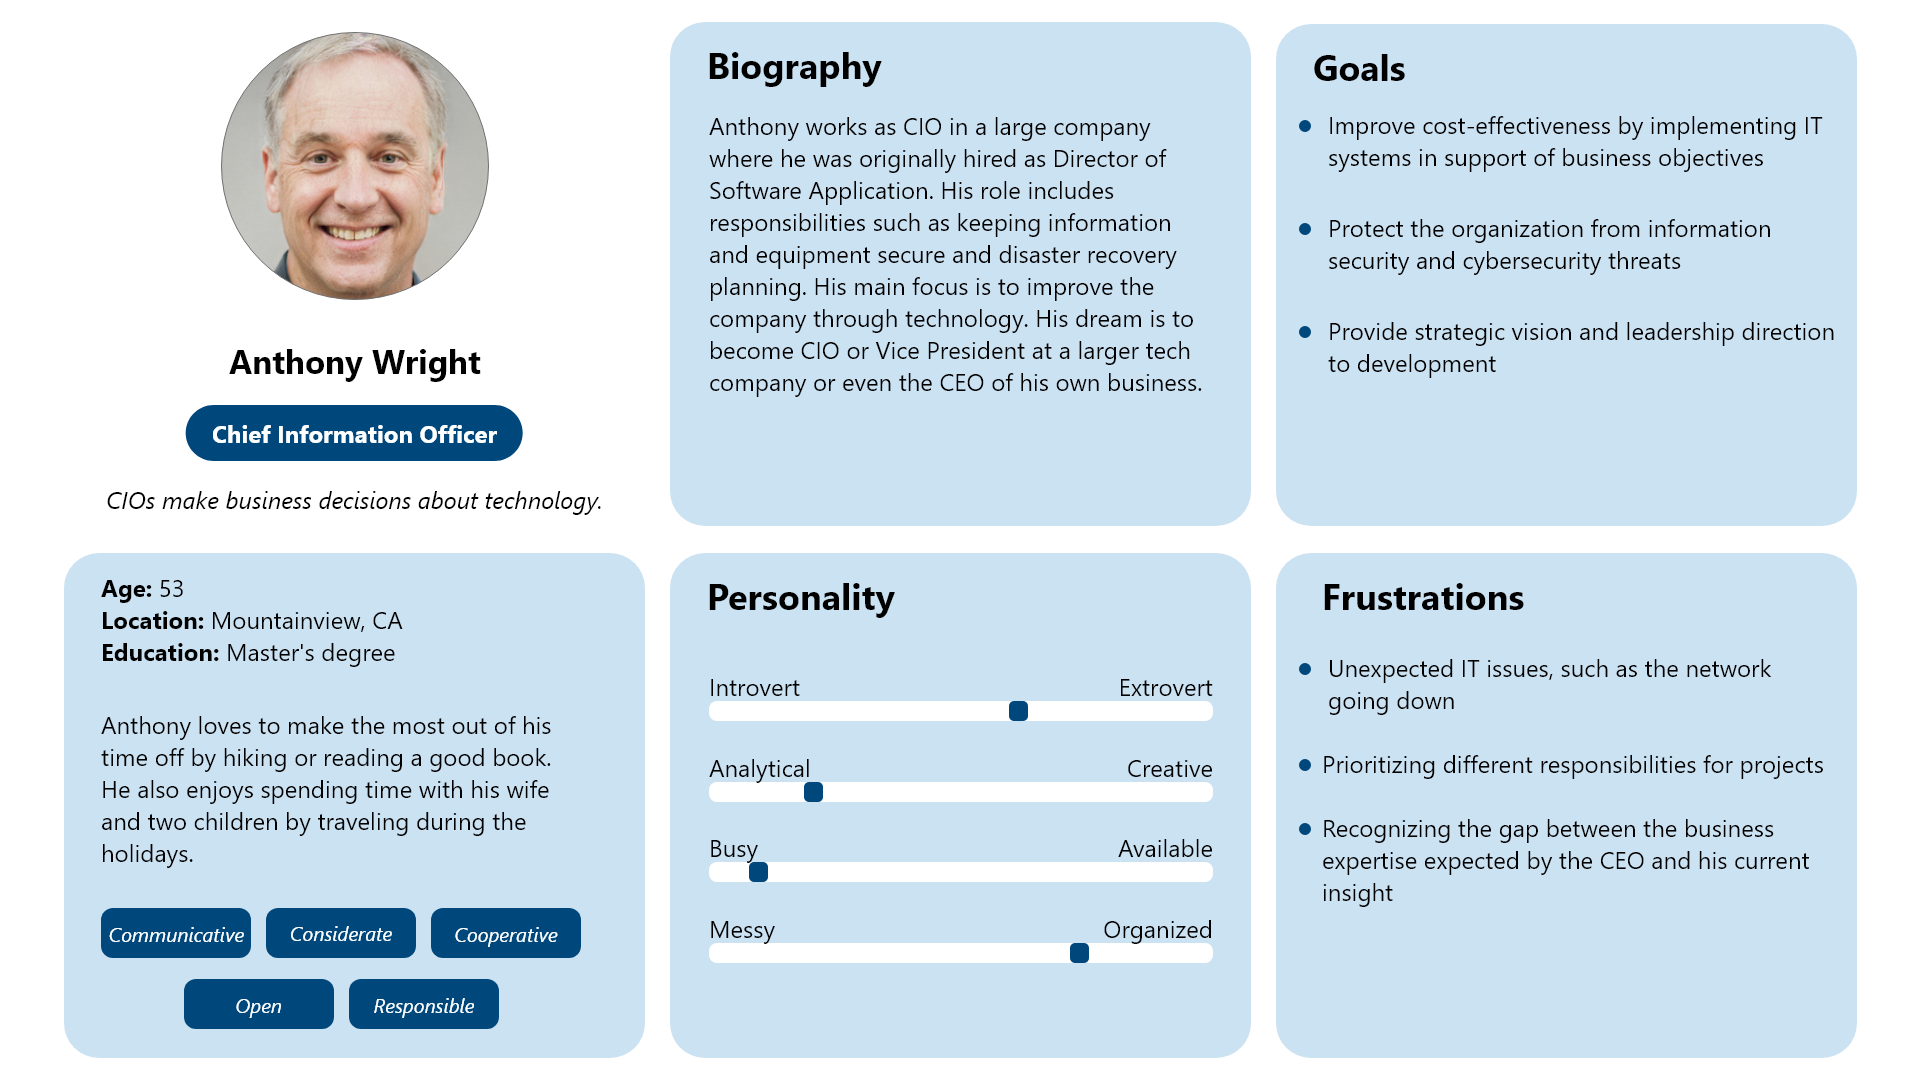 Anthony Wright
Chief Information Officer
CIOs make business decisions about technology.
Age: 53
Location: Mountainview, CA
Education: Master's degree
Anthony loves to make the most out of his
time off by hiking or reading a good book.
He also enjoys spending time with his wife
and two children by traveling during the
holidays.
Communicative
Considerate
Cooperative
Open
Responsible
Biography
Anthony works as CIO in a large company
where he was originally hired as Director of
Software Application. His role includes
responsibilities such as keeping information
and equipment secure and disaster recovery
planning. His main focus is to improve the
company through technology. His dream is to
become CIO or Vice President at a larger tech
company or even the CEO of his own business.
Personality
Introvert Extrovert
Analytical Creative
Busy Available
Messy Organized
Goals
Improve cost-effectiveness by implementing IT
systems in support of business objectives
Protect the organization from information
security and cybersecurity threats
Provide strategic vision and leadership direction
to development
Frustrations
Unexpected IT issues, such as the network
going down
Prioritizing different responsibilities for projects
Recognizing the gap between the business
expertise expected by the CEO and his current
insight